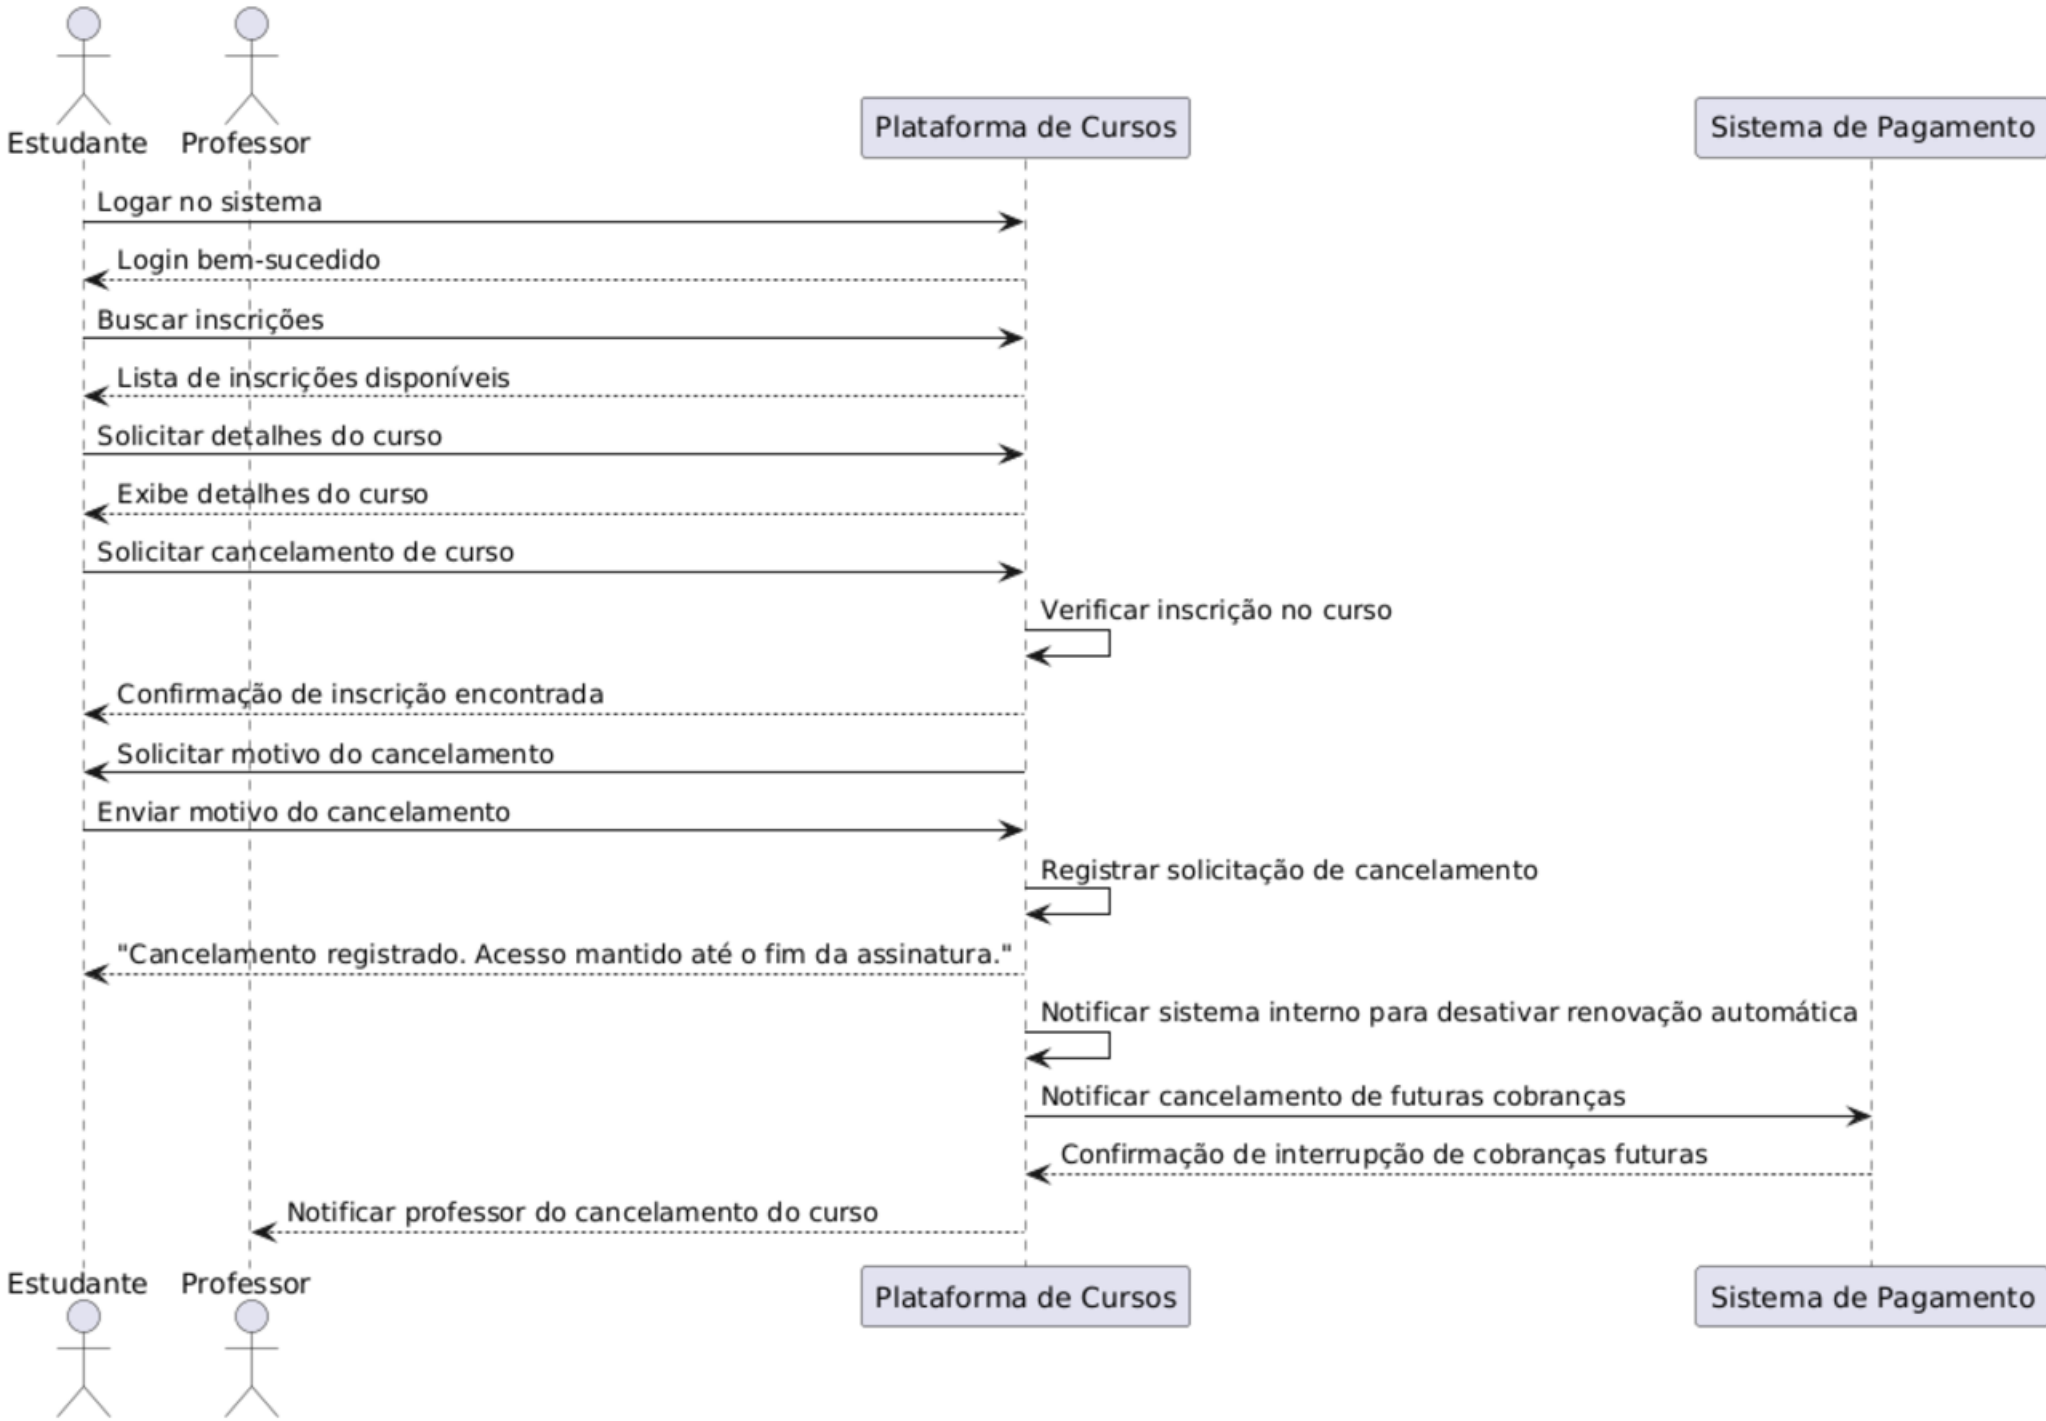 Estudante
Professor
Plataforma de Cursos
Sistema de Pagamento
Logar no sistema
Login bem-sucedido
Buscar inscrições
Lista de inscrições disponíveis
Solicitar detalhes do curso
Exibe detalhes do curso
Solicitar cancelamento de curso
Verificar inscrição no curso
Confirmação de inscrição encontrada
Solicitar motivo do cancelamento
Enviar motivo do cancelamento
Registrar solicitação de cancelamento
"Cancelamento registrado. Acesso mantido até o fim da assinatura."
Notificar sistema interno para desativar renovação automática
Notificar cancelamento de futuras cobranças
Confirmação de interrupção de cobranças futuras
Notificar professor do cancelamento do curso
Estudante
Professor
Plataforma de Cursos
Sistema de Pagamento